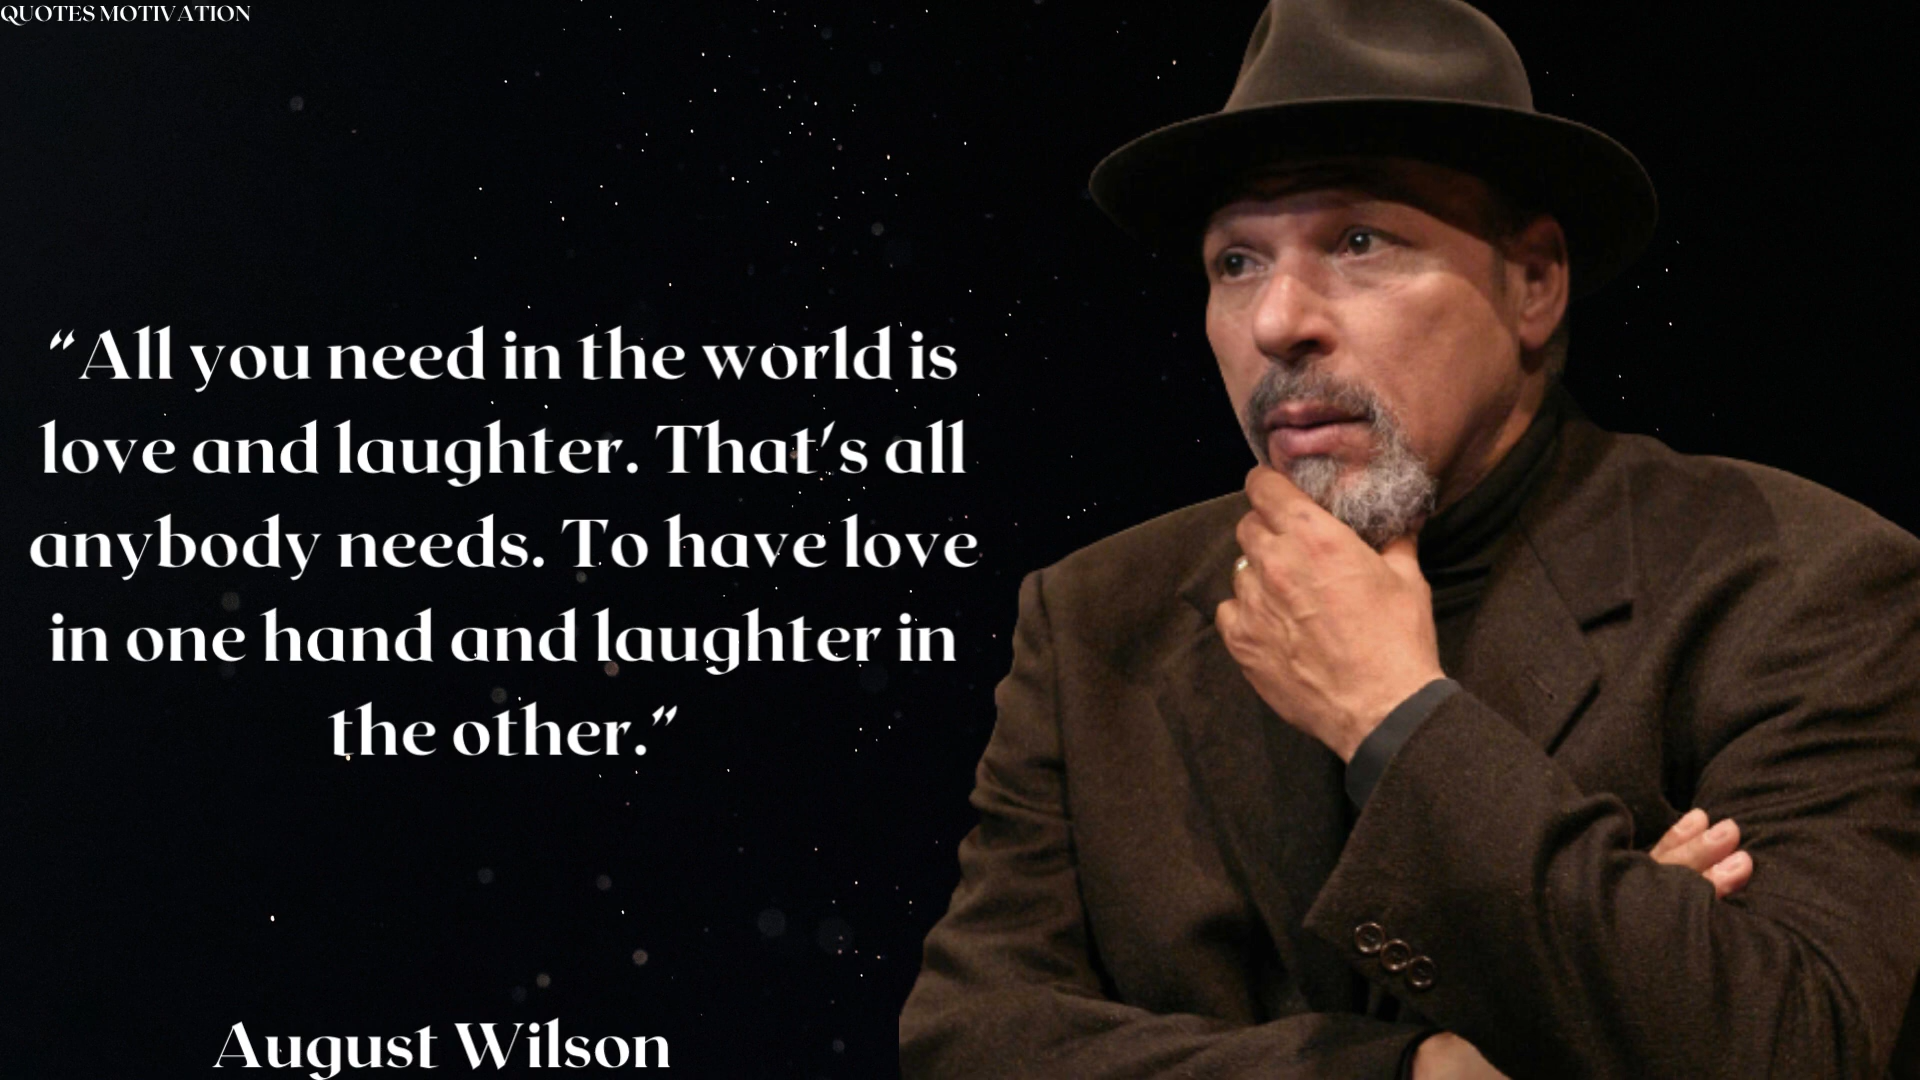 QUOTES MOTIVATION
“All you need in the world is
love and laughter. That's all
anybody needs. To have love
in one hand and laughter in
the other.”
August Wilson